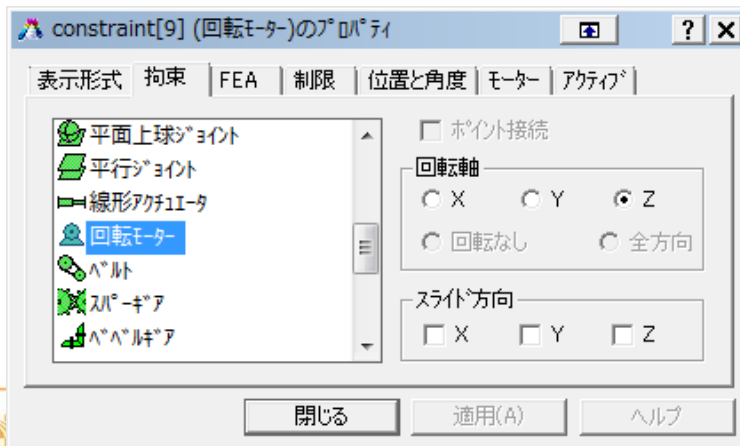 constraint[9] (回転ﾓｰﾀｰ)のﾌﾟﾛﾊﾟﾃｨ
表示形式 拘束 FEA 制限 位置と角度 ﾓｰﾀｰ ｱｸﾃｨﾌﾞ
平面上球ｼﾞｮｲﾝﾄ
平行ｼﾞｮｲﾝﾄ
線形ｱｸﾁｭｴｰﾀ
回転ﾓｰﾀｰ
ﾍﾞﾙﾄ
ｽﾊﾟｰｷﾞｱ
ﾍﾞﾍﾞﾙｷﾞｱ
ﾎﾟｲﾝﾄ接続
回転軸
X Y Z
回転なし 全方向
ｽﾗｲﾄﾞ方向
X Y Z
閉じる 適用(A) ヘルプ